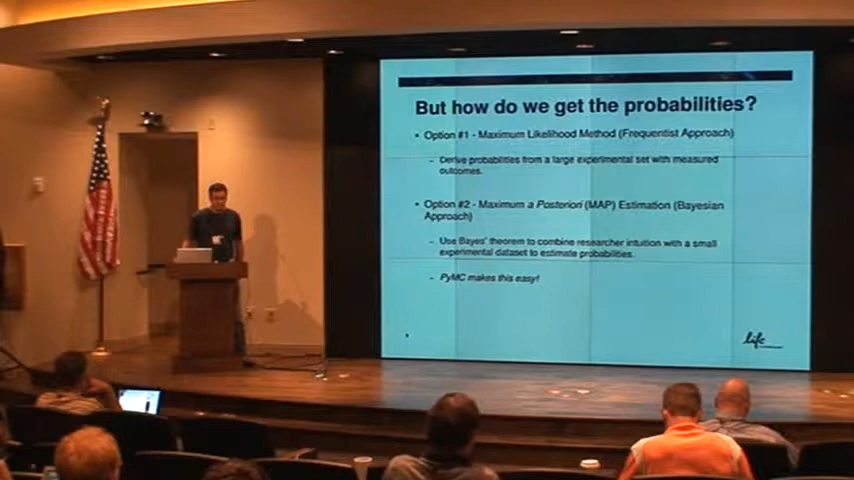 But how do we get the probabilities?
• Option #1 - Maximum Likelihood Method (Frequentist Approach)
– Derive probabilities from a large experimental set with measured
outcomes.
• Option #2 - Maximum a Posteriori (MAP) Estimation (Bayesian
Approach)
– Use Bayes' theorem to combine researcher intuition with a small
experimental dataset to estimate probabilities.
– PyMC makes this easy!
life